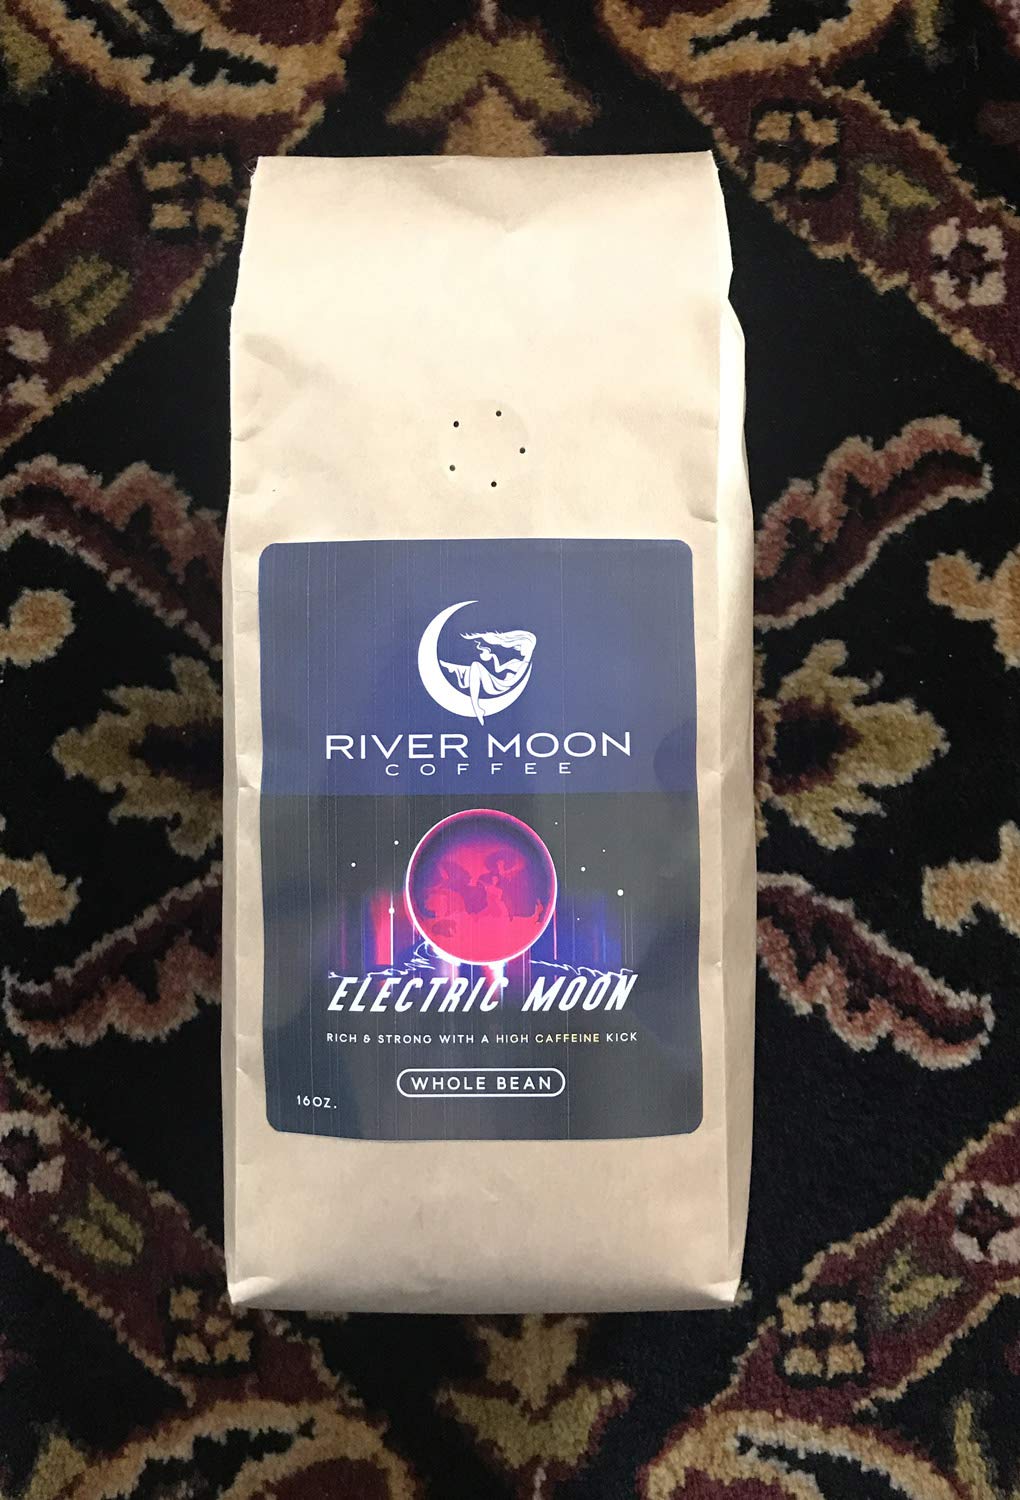 RIVER MOON
COFFEE
ELECTRIC MOON
RICH & STRONG WITH A HIGH CAFFEINE KICK
WHOLE BEAN
16OZ.